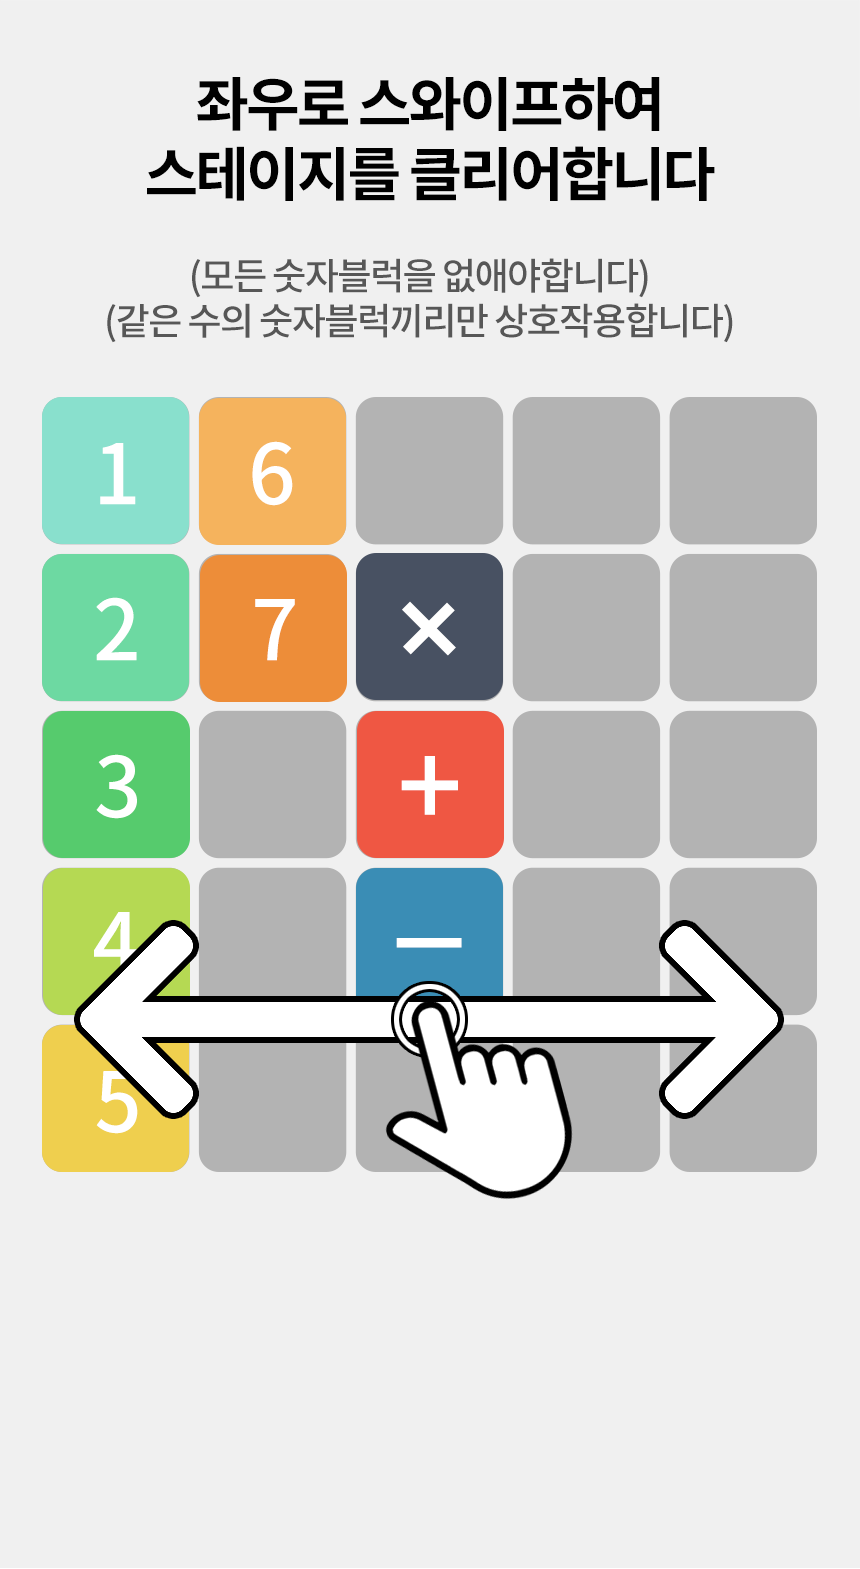 좌우로 스와이프하여
스테이지를 클리어합니다
(모든 숫자블럭을 없애야합니다)
(같은 수의 숫자블럭끼리만 상호작용합니다)
1 6
2 7 ×
3 +
4 −
5